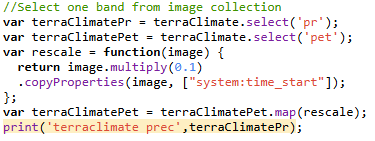 //Select one band from image collection
var terraClimatePr = terraClimate.select('pr');
var terraClimatePet = terraClimate.select('pet');
var rescale = function(image) {
return image.multiply(0.1)
.copyProperties(image, ["system:time_start"]);
};
var terraClimatePet = terraClimatePet.map(rescale);
print('terraclimate prec',terraClimatePr);